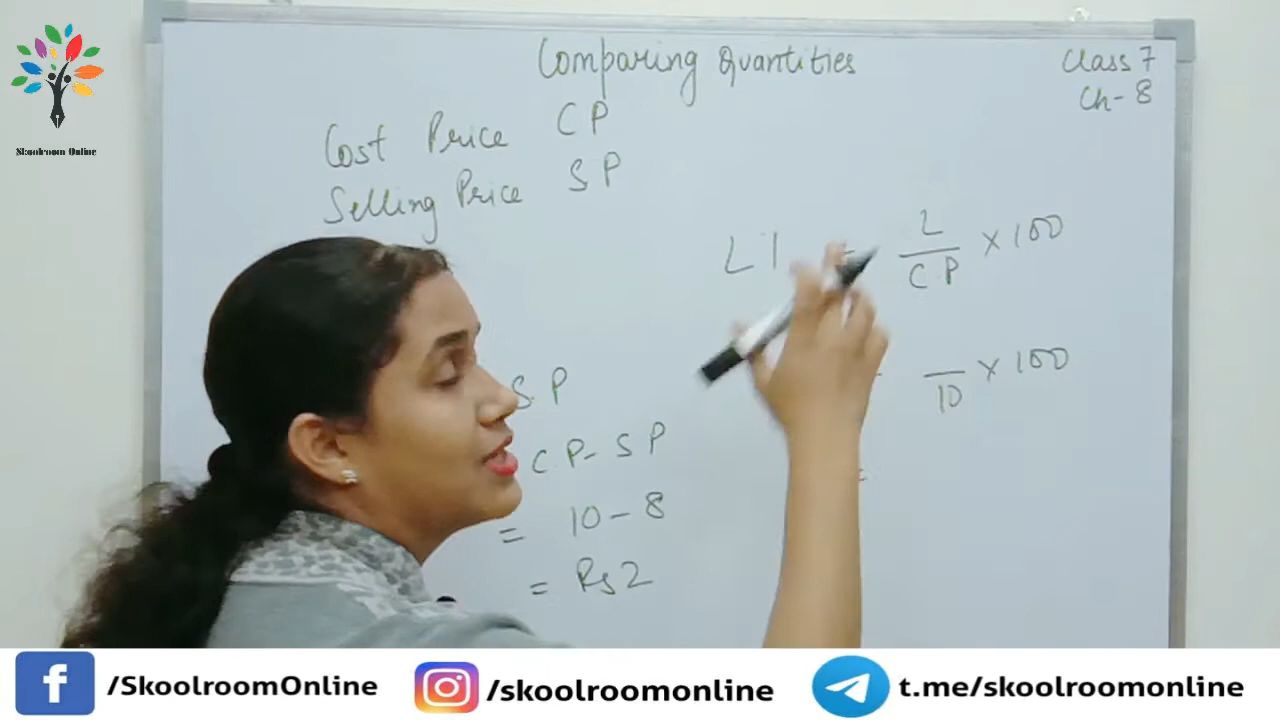 Comparing Quantities
Class 7
Ch- 8
Cost Price CP
Selling Price SP
L
CP × 100
SP
10 × 100
CP- SP
= 10 - 8
= Rs 2
Skoolroom Online
/SkoolroomOnline
/skoolroomonline
t.me/skoolroomonline